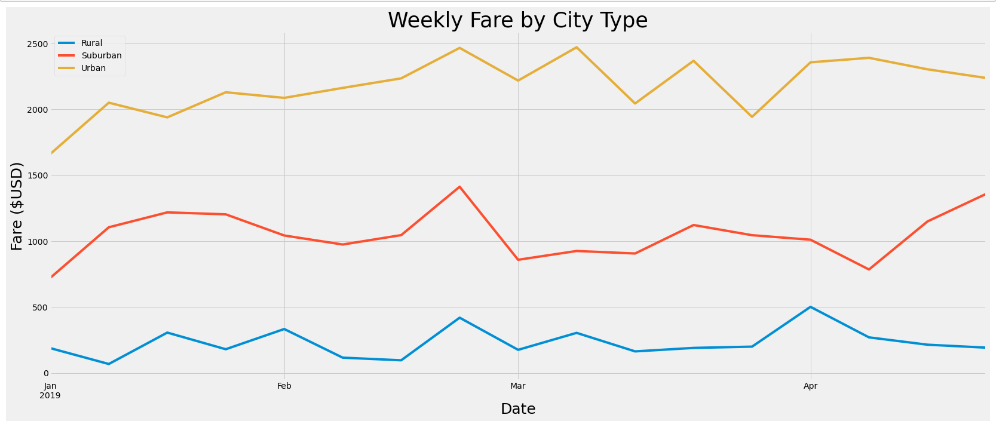 Weekly Fare by City Type
Rural
Suburban
Urban
Fare ($USD)
2500
2000
1500
1000
500
0
Jan
2019
Feb
Mar
Apr
Date